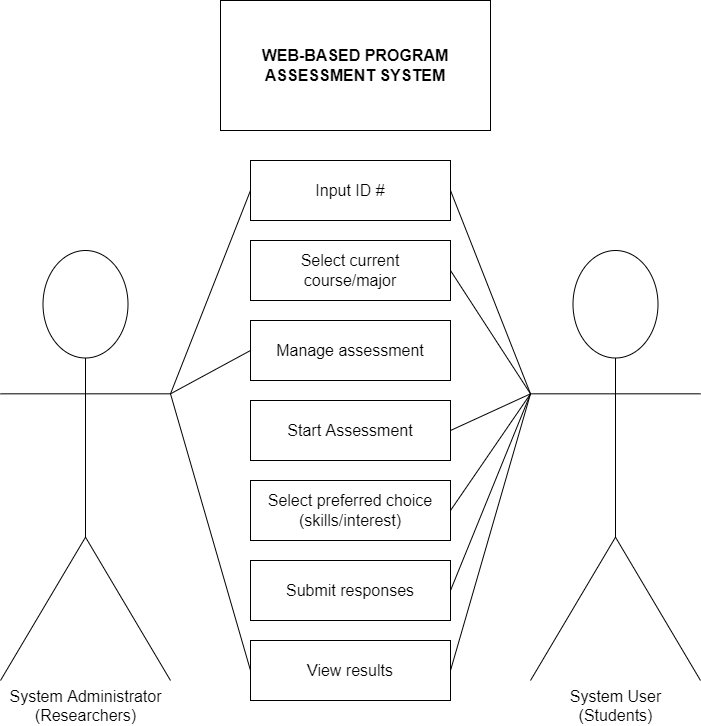 WEB-BASED PROGRAM
ASSESSMENT SYSTEM
Input ID #
Select current
course/major
Manage assessment
Start Assessment
Select preferred choice
(skills/interest)
Submit responses
View results
System Administrator
(Researchers)
System User
(Students)